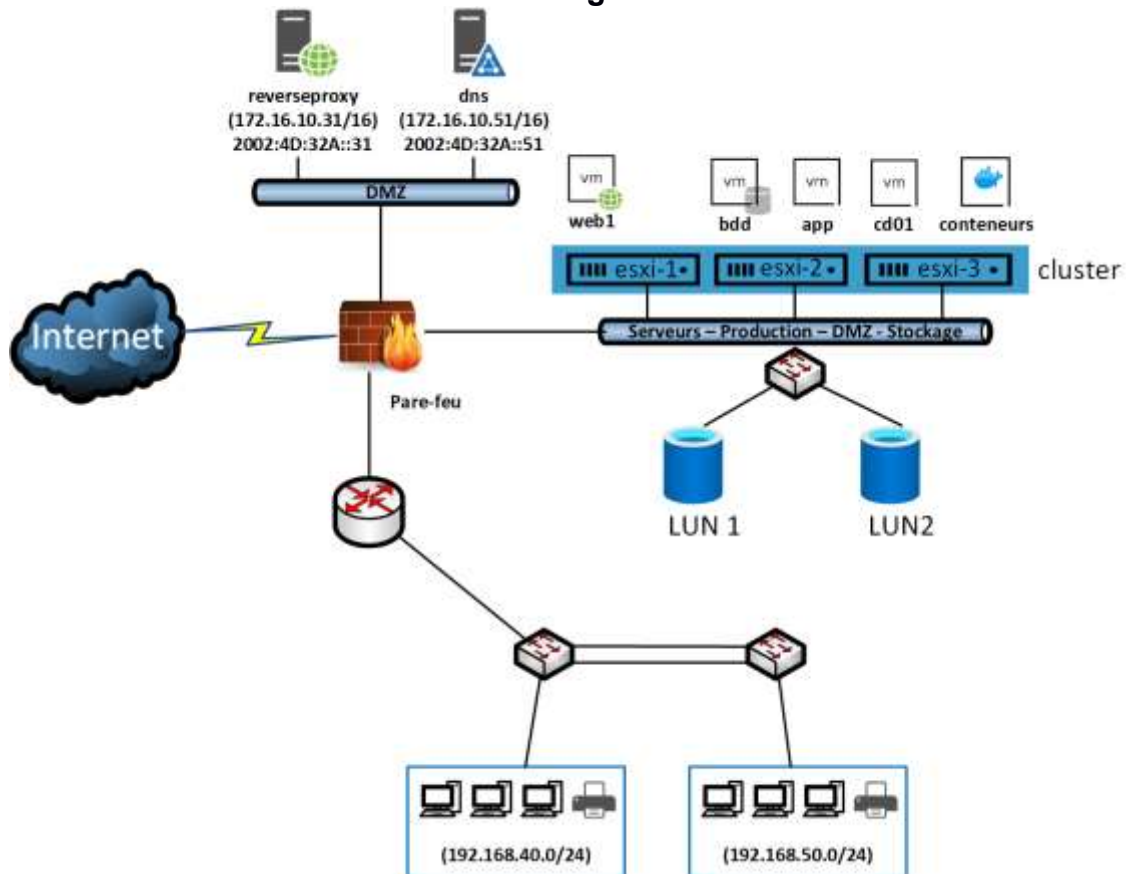 reverseproxy
(172.16.10.31/16)
2002:4D:32A::31
dns
(172.16.10.51/16)
2002:4D:32A::51
DMZ
vm
web1
vm
bdd
vm
app
vm
cd01
conteneurs
esxi-1
esxi-2
esxi-3
cluster
Internet
Serveurs – Production – DMZ - Stockage
Pare-feu
LUN 1
LUN2
(192.168.40.0/24)
(192.168.50.0/24)